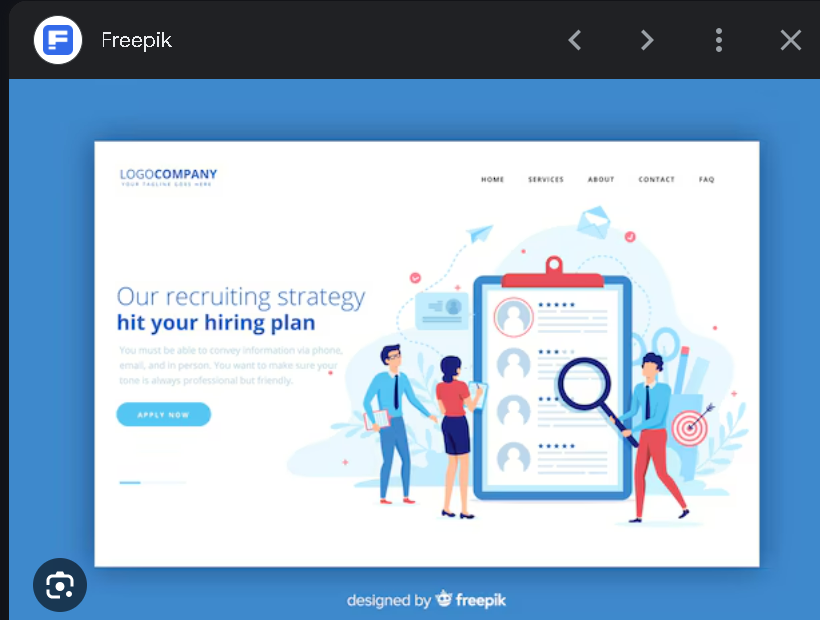 Freepik
LOGOCOMPANY
YOUR TAGLINE GOES HERE
HOME SERVICES ABOUT CONTACT FAQ
Our recruiting strategy
hit your hiring plan
You must be able to convey information via phone,
email, and in person. You want to make sure your
tone is always professional but friendly.
APPLY NOW
designed by freepik